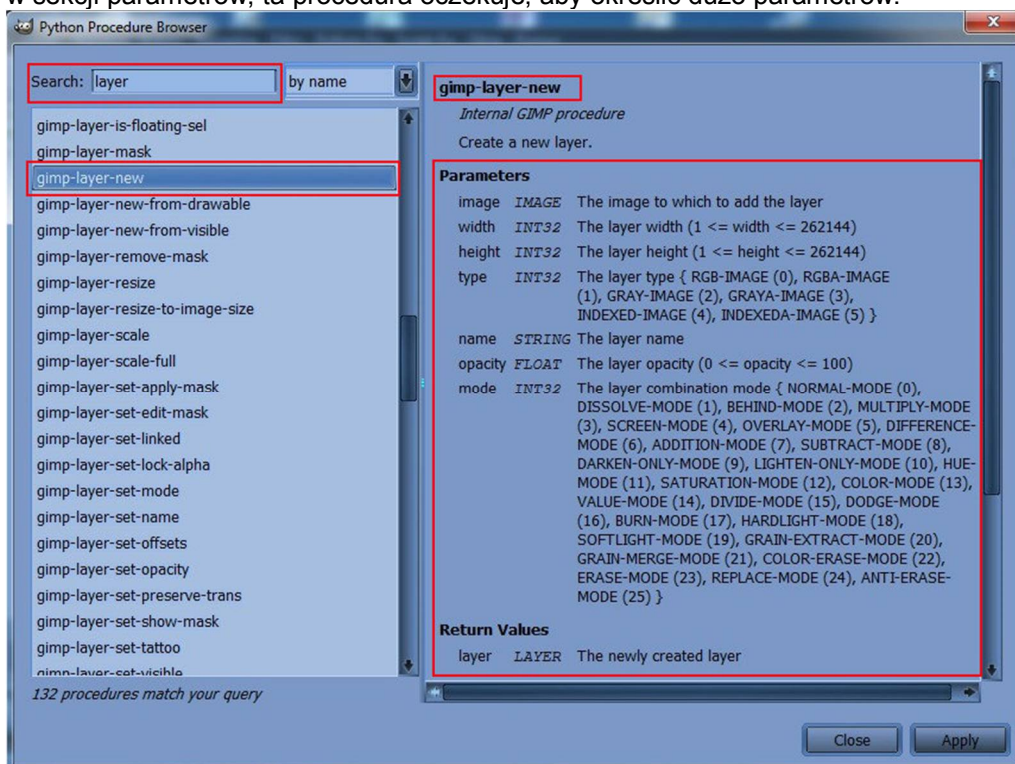 w sekcji parametrów, ta procedura oczekuje, aby określić dużo parametrów.
Python Procedure Browser
Search: layer
by name
gimp-layer-is-floating-sel
gimp-layer-mask
gimp-layer-new
gimp-layer-new-from-drawable
gimp-layer-new-from-visible
gimp-layer-remove-mask
gimp-layer-resize
gimp-layer-resize-to-image-size
gimp-layer-scale
gimp-layer-scale-full
gimp-layer-set-apply-mask
gimp-layer-set-edit-mask
gimp-layer-set-linked
gimp-layer-set-lock-alpha
gimp-layer-set-mode
gimp-layer-set-name
gimp-layer-set-offsets
gimp-layer-set-opacity
gimp-layer-set-preserve-trans
gimp-layer-set-show-mask
gimp-layer-set-tattoo
gimp-layer-set-visible
132 procedures match your query
gimp-layer-new
Internal GIMP procedure
Create a new layer.
Parameters
image IMAGE The image to which to add the layer
width INT32 The layer width (1 <= width <= 262144)
height INT32 The layer height (1 <= height <= 262144)
type INT32 The layer type { RGB-IMAGE (0), RGBA-IMAGE
(1), GRAY-IMAGE (2), GRAYA-IMAGE (3),
INDEXED-IMAGE (4), INDEXEDA-IMAGE (5) }
name STRING The layer name
opacity FLOAT The layer opacity (0 <= opacity <= 100)
mode INT32 The layer combination mode { NORMAL-MODE (0),
DISSOLVE-MODE (1), BEHIND-MODE (2), MULTIPLY-MODE
(3), SCREEN-MODE (4), OVERLAY-MODE (5), DIFFERENCE-
MODE (6), ADDITION-MODE (7), SUBTRACT-MODE (8),
DARKEN-ONLY-MODE (9), LIGHTEN-ONLY-MODE (10), HUE-
MODE (11), SATURATION-MODE (12), COLOR-MODE (13),
VALUE-MODE (14), DIVIDE-MODE (15), DODGE-MODE
(16), BURN-MODE (17), HARDLIGHT-MODE (18),
SOFTLIGHT-MODE (19), GRAIN-EXTRACT-MODE (20),
GRAIN-MERGE-MODE (21), COLOR-ERASE-MODE (22),
ERASE-MODE (23), REPLACE-MODE (24), ANTI-ERASE-
MODE (25) }
Return Values
layer LAYER The newly created layer
Close
Apply